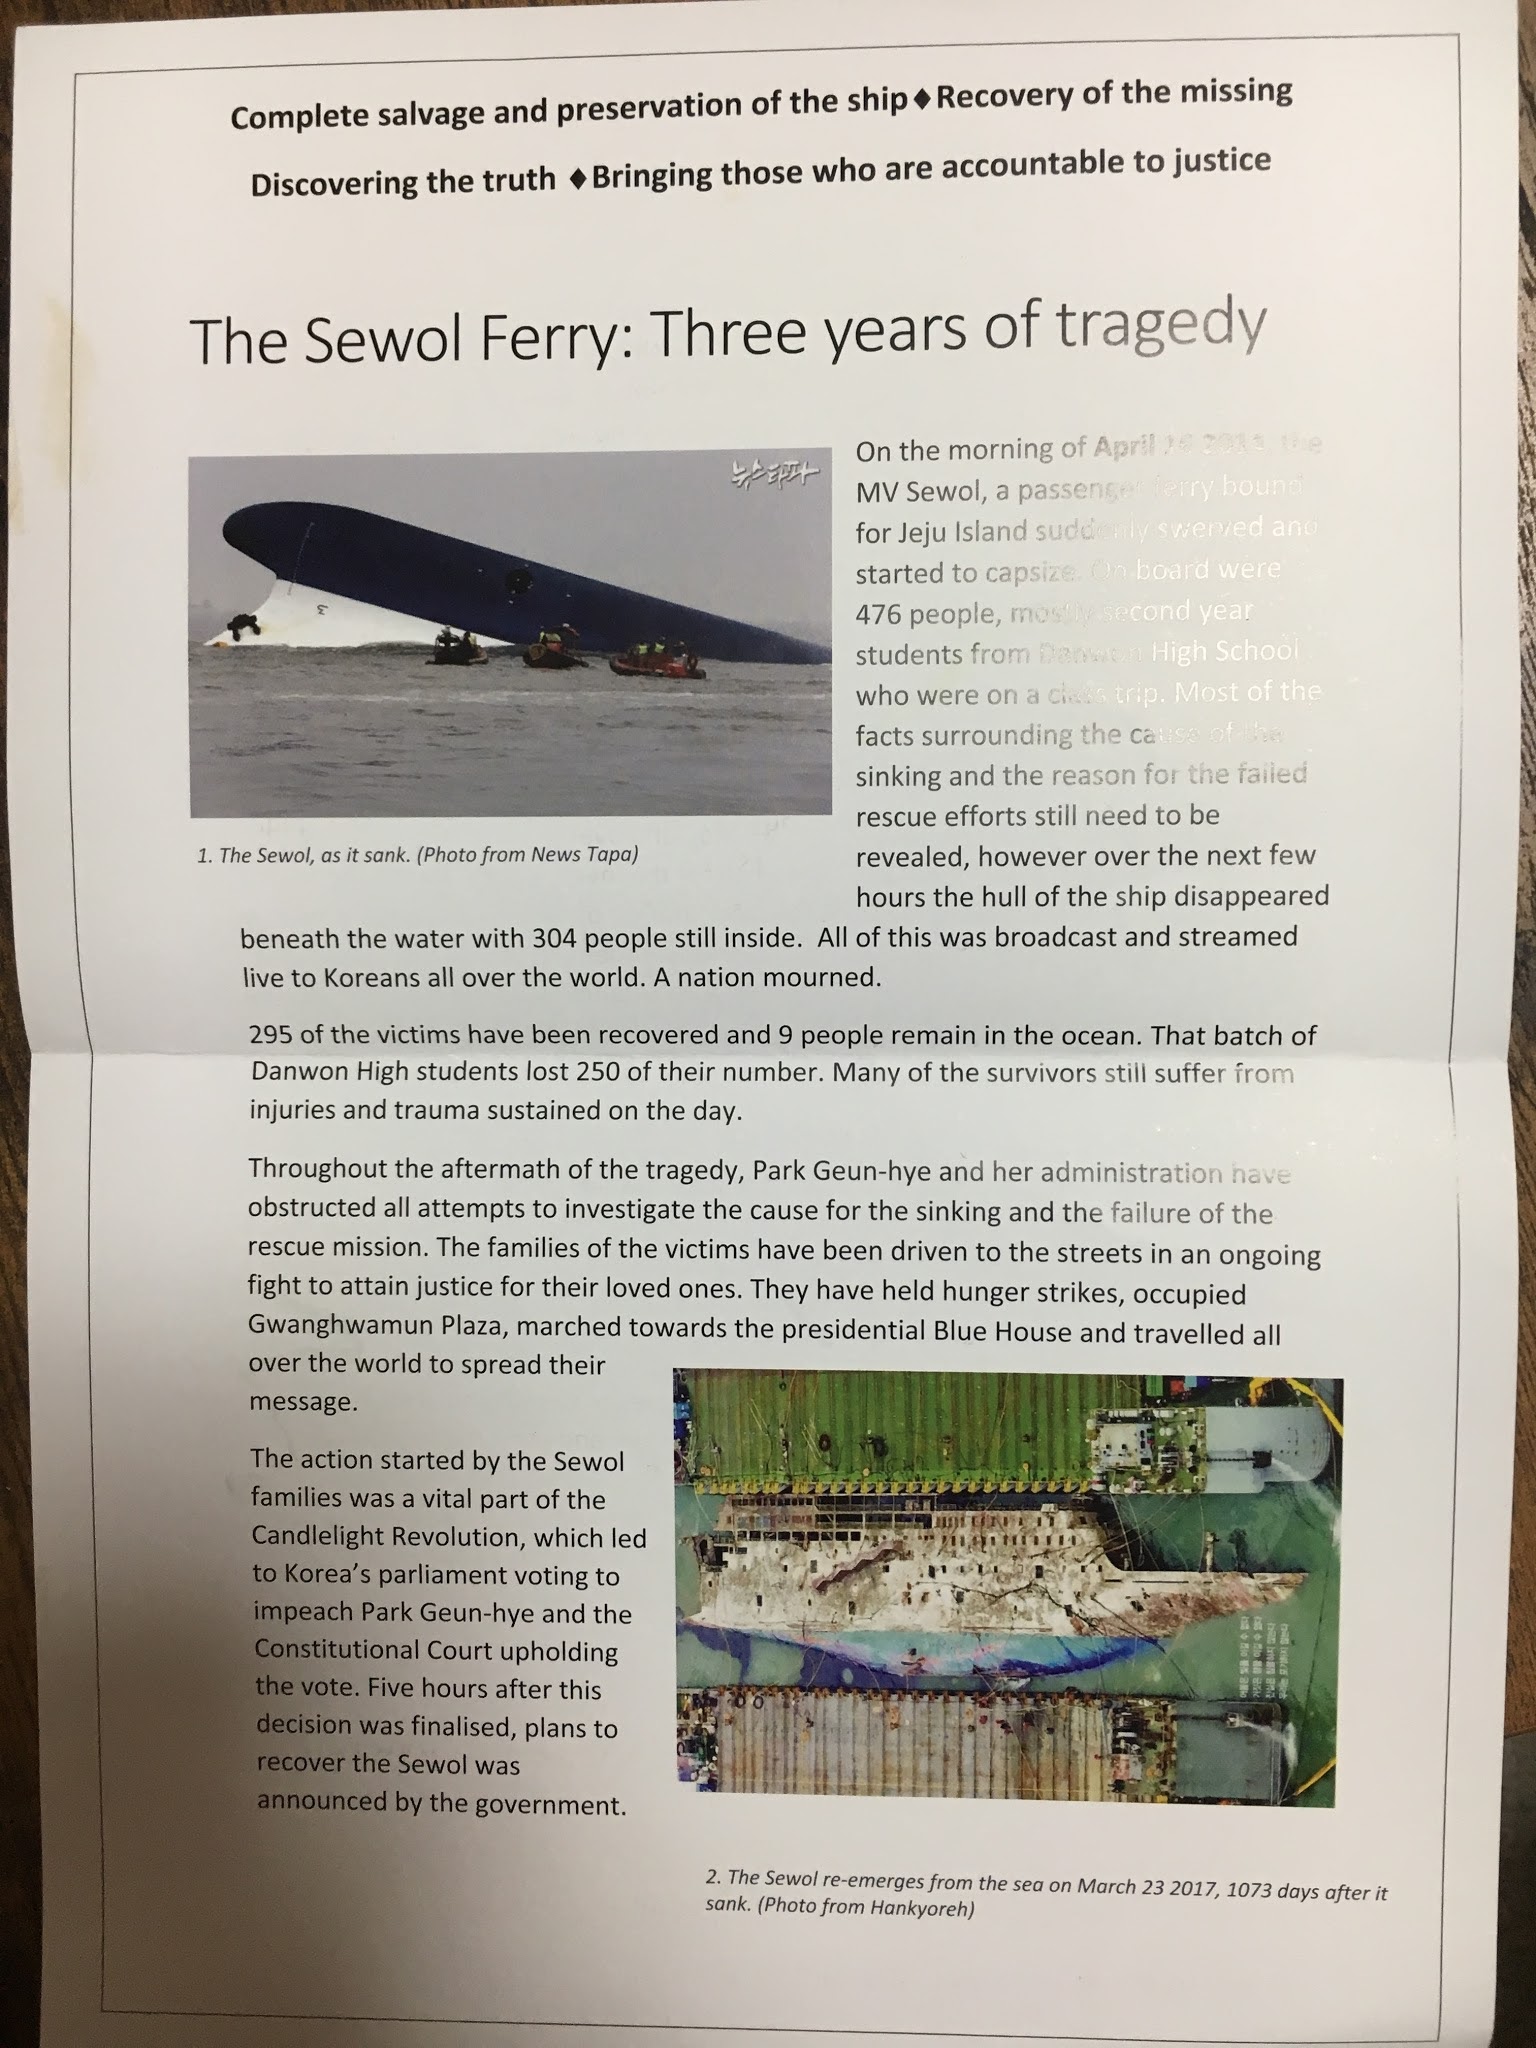 Complete salvage and preservation of the ship♦Recovery of the missing
Discovering the truth ♦Bringing those who are accountable to justice
The Sewol Ferry: Three years of tragedy
뉴스타파
3
1. The Sewol, as it sank. (Photo from News Tapa)
On the morning of April the
MV Sewol, a passenger ferry bound
for Jeju Island suddenly swerved and
started to capsize. On board were
476 people, mostly second year
students from Danwon High School
who were on a class trip. Most of the
facts surrounding the cause of the
sinking and the reason for the failed
rescue efforts still need to be
revealed, however over the next few
hours the hull of the ship disappeared
beneath the water with 304 people still inside. All of this was broadcast and streamed
live to Koreans all over the world. A nation mourned.
295 of the victims have been recovered and 9 people remain in the ocean. That batch of
Danwon High students lost 250 of their number. Many of the survivors still suffer from
injuries and trauma sustained on the day.
Throughout the aftermath of the tragedy, Park Geun-hye and her administration have
obstructed all attempts to investigate the cause for the sinking and the failure of the
rescue mission. The families of the victims have been driven to the streets in an ongoing
fight to attain justice for their loved ones. They have held hunger strikes, occupied
Gwanghwamun Plaza, marched towards the presidential Blue House and travelled all
over the world to spread their
message.
The action started by the Sewol
families was a vital part of the
Candlelight Revolution, which led
to Korea's parliament voting to
impeach Park Geun-hye and the
Constitutional Court upholding
the vote. Five hours after this
decision was finalised, plans to
recover the Sewol was
announced by the government.
2. The Sewol re-emerges from the sea on March 23 2017, 1073 days after it
sank. (Photo from Hankyoreh)